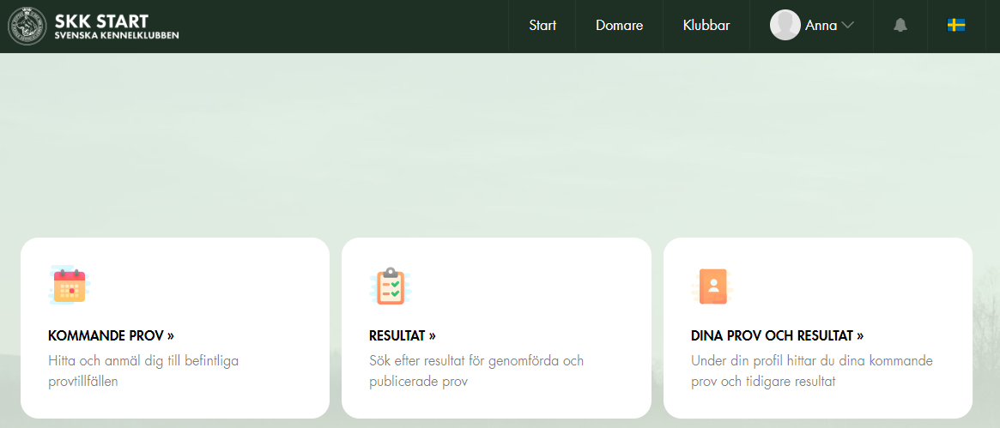 SKK START
SVENSKA KENNELKLUBBEN
Start
Domare
Klubbar
Anna
KOMMANDE PROV »
Hitta och anmäl dig till befintliga
provtillfällen
RESULTAT »
Sök efter resultat för genomförda och
publicerade prov
DINA PROV OCH RESULTAT »
Under din profil hittar du dina kommande
prov och tidigare resultat